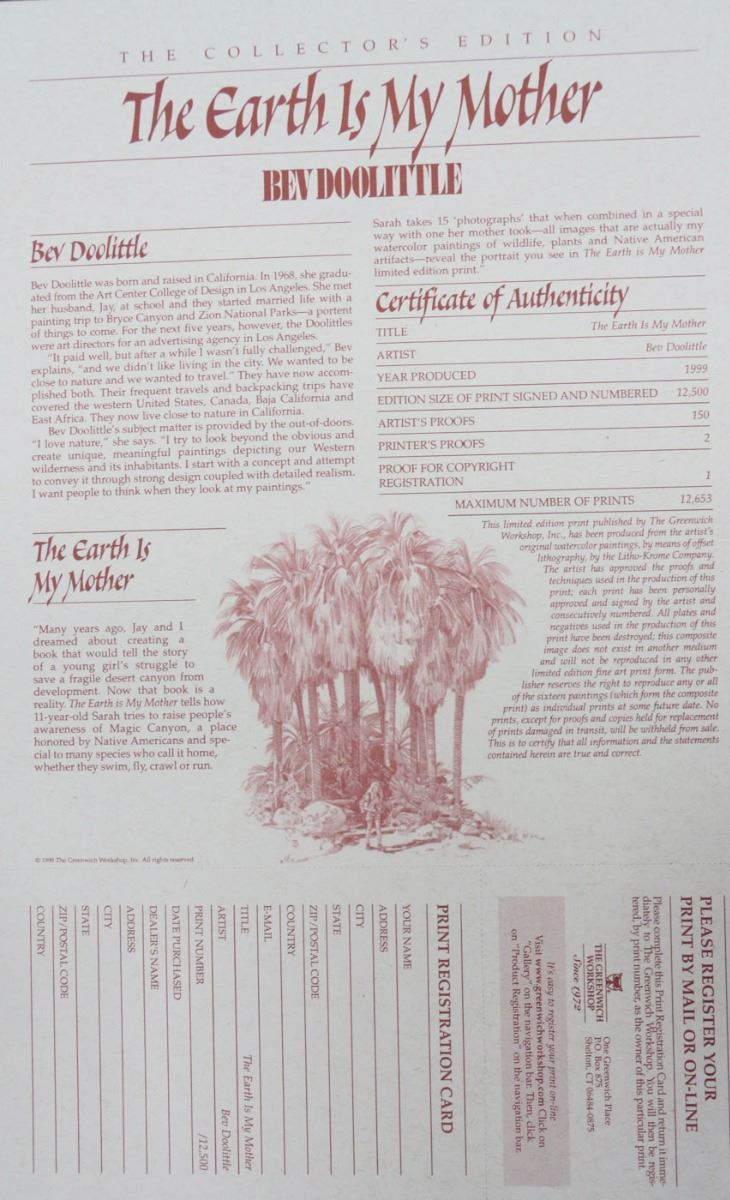 THE COLLECTOR'S EDITION
The Earth Is My Mother
BEV DOOLITTLE
Bev Doolittle
Bev Doolittle was born and raised in California. In 1968, she gradu-
ated from the Art Center College of Design in Los Angeles. She met
her husband, Jay, at school and they started married life with a
painting trip to Bryce Canyon and Zion National Parks—a portent
of things to come. For the next five years, however, the Doolittles
were art directors for an advertising agency in Los Angeles.
"It paid well, but after a while I wasn't fully challenged," Bev
explains, "and we didn't like living in the city. We wanted to be
close to nature and we wanted to travel." They have now accom-
plished both. Their frequent travels and backpacking trips have
covered the western United States, Canada, Baja California and
East Africa. They now live close to nature in California.
Bev Doolittle's subject matter is provided by the out-of-doors.
"I love nature," she says. "I try to look beyond the obvious and
create unique, meaningful paintings depicting our Western
wilderness and its inhabitants. I start with a concept and attempt
to convey it through strong design coupled with detailed realism.
I want people to think when they look at my paintings."
The Earth Is
My Mother
"Many years ago, Jay and I
dreamed about creating a
book that would tell the story
of a young girl's struggle to
save a fragile desert canyon from
development. Now that book is a
reality. The Earth is My Mother tells how
11-year-old Sarah tries to raise people's
awareness of Magic Canyon, a place
honored by Native Americans and spe-
cial to many species who call it home,
whether they swim, fly, crawl or run.
Sarah takes 15 'photographs' that when combined in a special
way with one her mother took—all images that are actually my
watercolor paintings of wildlife, plants and Native American
artifacts—reveal the portrait you see in The Earth is My Mother
limited edition print."
Certificate of Authenticity
TITLE The Earth Is My Mother
ARTIST Bev Doolittle
YEAR PRODUCED 1999
EDITION SIZE OF PRINT SIGNED AND NUMBERED 12,500
ARTIST'S PROOFS 150
PRINTER'S PROOFS 2
PROOF FOR COPYRIGHT
REGISTRATION 1
MAXIMUM NUMBER OF PRINTS 12,653
This limited edition print published by The Greenwich
Workshop, Inc., has been produced from the artist's
original watercolor paintings, by means of offset
lithography, by the Litho-Krome Company.
The artist has approved the proofs and
techniques used in the production of this
print; each print has been personally
approved and signed by the artist and
consecutively numbered. All plates and
negatives used in the production of this
print have been destroyed; this composite
image does not exist in another medium
and will not be reproduced in any other
limited edition fine art print form. The pub-
lisher reserves the right to reproduce any or all
of the sixteen paintings (which form the composite
print) as individual prints at some future date. No
prints, except for proofs and copies held for replacement
of prints damaged in transit, will be withheld from sale.
This is to certify that all information and the statements
contained herein are true and correct.
© 1999 The Greenwich Workshop, Inc. All rights reserved.
PLEASE REGISTER YOUR
PRINT BY MAIL OR ON-LINE
Please complete this Print Registration Card and return it imme-
diately to The Greenwich Workshop. You will then be regis-
tered, by print number, as the owner of this particular print.
THE GREENWICH
WORKSHOP
Since 1972
One Greenwich Place
P.O. Box 875
Shelton, CT 06484-0875
It's easy to register your print on-line
Visit www.greenwichworkshop.com Click on
"Gallery" on the navigation bar. Then, click
on "Product Registration" on the navigation bar.
PRINT REGISTRATION CARD
YOUR NAME
ADDRESS
CITY
STATE
ZIP/POSTAL CODE
COUNTRY
E-MAIL
TITLE The Earth Is My Mother
ARTIST Bev Doolittle
PRINT NUMBER /12,500
DATE PURCHASED
DEALER'S NAME
ADDRESS
CITY
STATE
ZIP/POSTAL CODE
COUNTRY